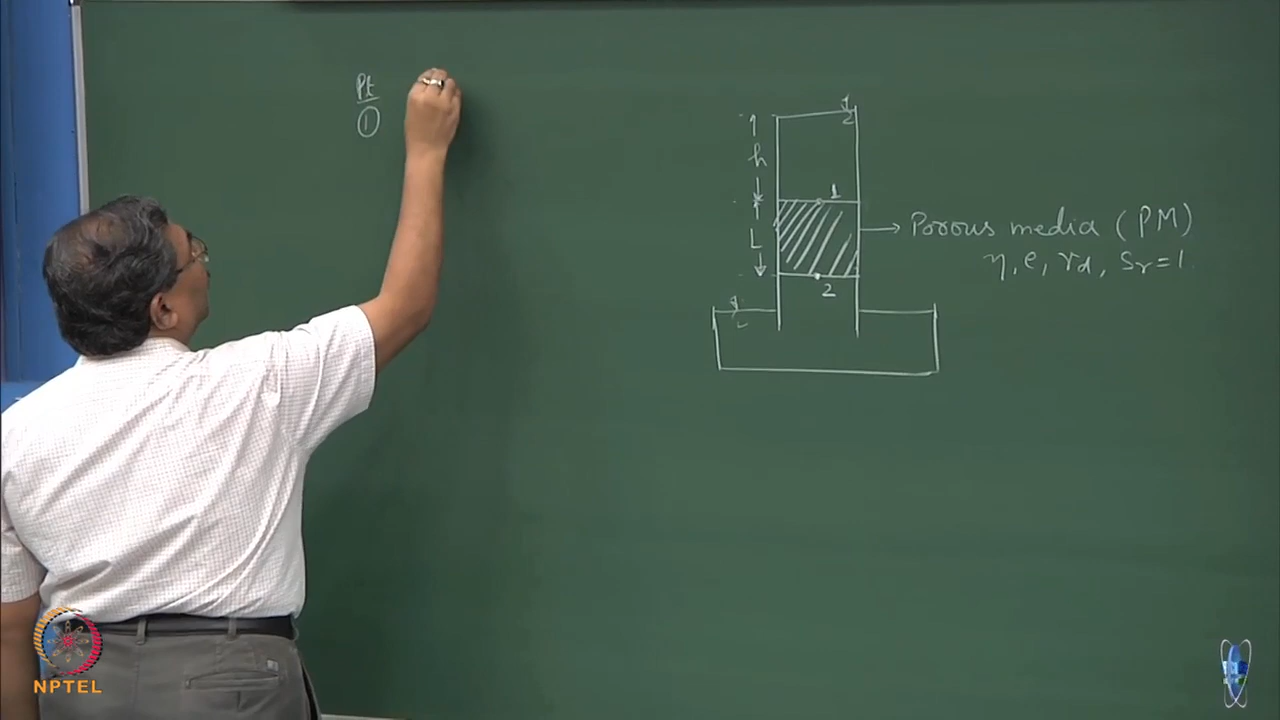 Pt
①
h
1
L
Porous media (PM)
η, e, γd, Sr=1
2
NPTEL